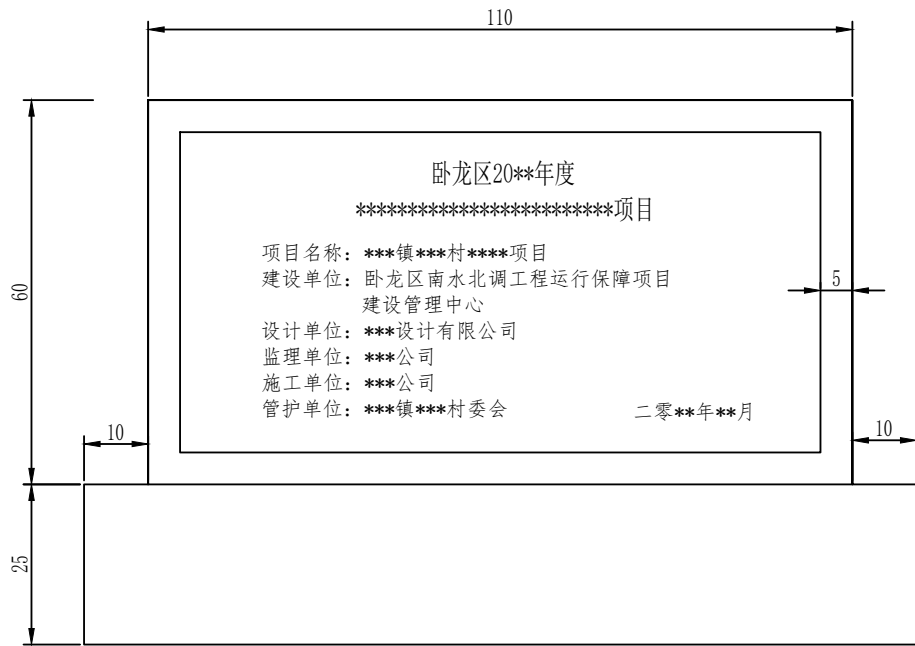 110
卧龙区20**年度
*************************项目
项目名称：***镇***村****项目
建设单位：卧龙区南水北调工程运行保障项目
建设管理中心
设计单位：***设计有限公司
监理单位：***公司
施工单位：***公司
管护单位：***镇***村委会
二零**年**月
60
5
10
10
25